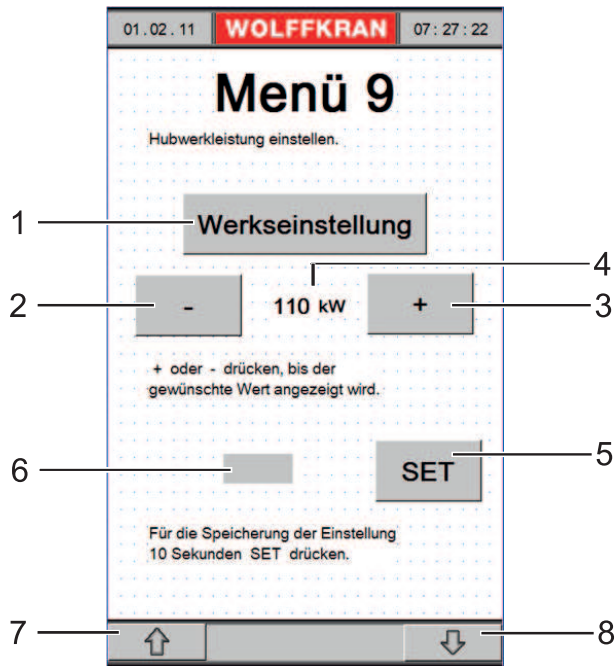 01.02.11 WOLFFKRAN 07:27:22
Menü 9
Hubwerkleistung einstellen.
1
Werkseinstellung
4
2
-
110 kW
+
3
+ oder - drücken, bis der
gewünschte Wert angezeigt wird.
5
6
SET
Für die Speicherung der Einstellung
10 Sekunden SET drücken.
7
8